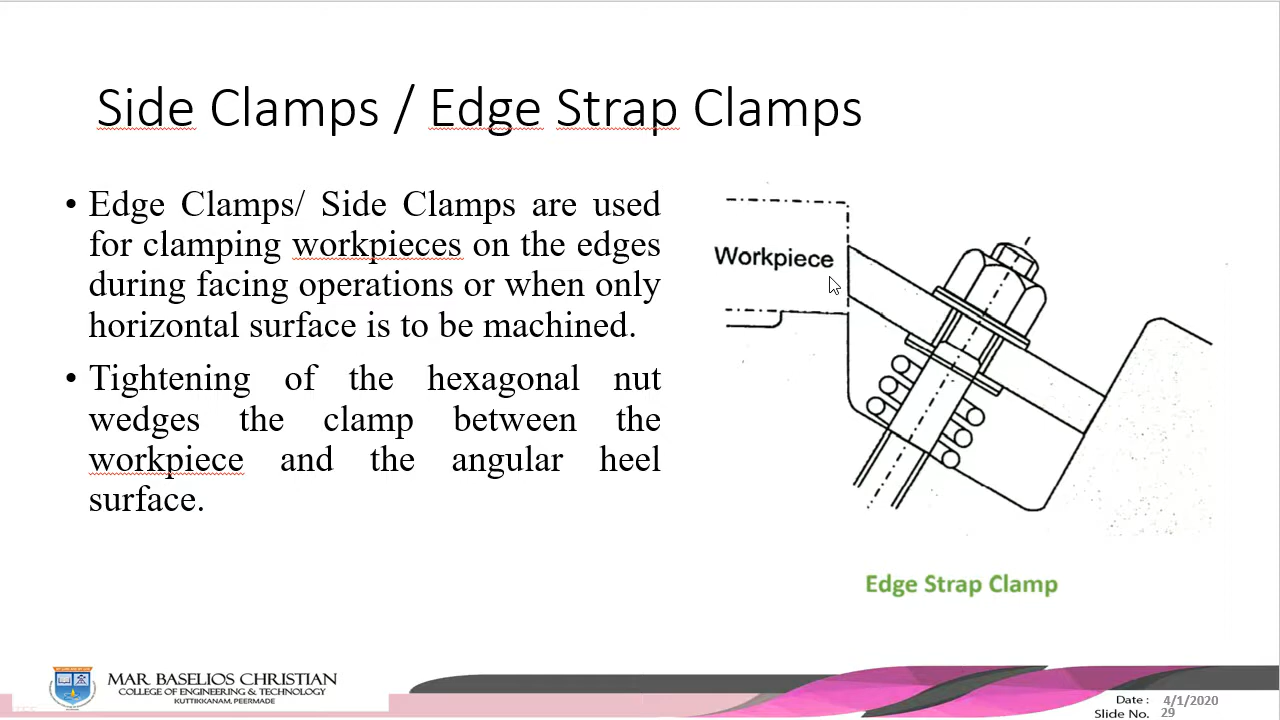 Side Clamps / Edge Strap Clamps
• Edge Clamps/ Side Clamps are used
for clamping workpieces on the edges
during facing operations or when only
horizontal surface is to be machined.
• Tightening of the hexagonal nut
wedges the clamp between the
workpiece and the angular heel
surface.
Workpiece
Edge Strap Clamp
MAR BASELIOS CHRISTIAN
COLLEGE OF ENGINEERING & TECHNOLOGY
KUTTIKKANAM, PEERMADE
Date : 4/1/2020
Slide No. 29